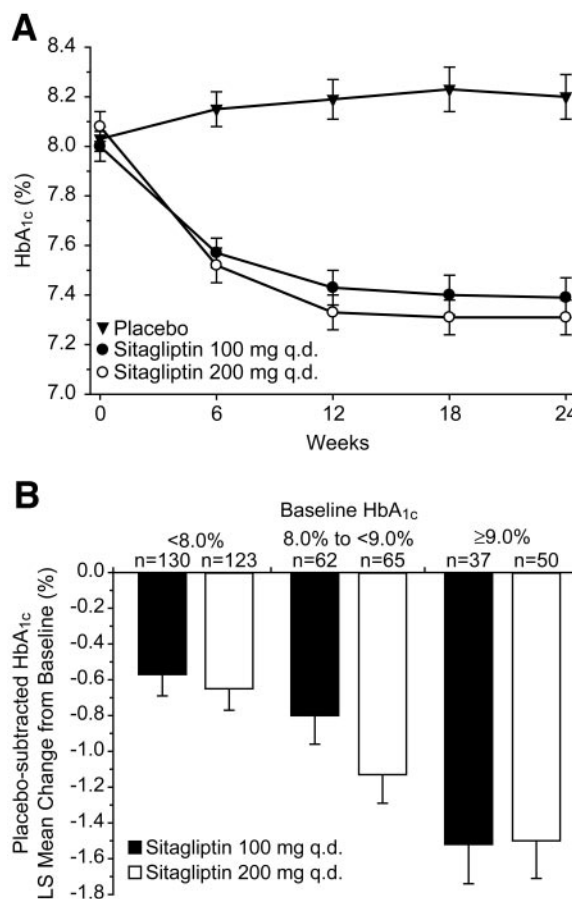 A
8.4
8.2
8.0
7.8
7.6
7.4
7.2
7.0
HbA1c (%)
Placebo
Sitagliptin 100 mg q.d.
Sitagliptin 200 mg q.d.
0 6 12 18 24
Weeks
B
Baseline HbA1c
<8.0% 8.0% to <9.0% ≥9.0%
n=130 n=123 n=62 n=65 n=37 n=50
0.0
-0.2
-0.4
-0.6
-0.8
-1.0
-1.2
-1.4
-1.6
-1.8
Placebo-subtracted HbA1c
LS Mean Change from Baseline (%)
Sitagliptin 100 mg q.d.
Sitagliptin 200 mg q.d.